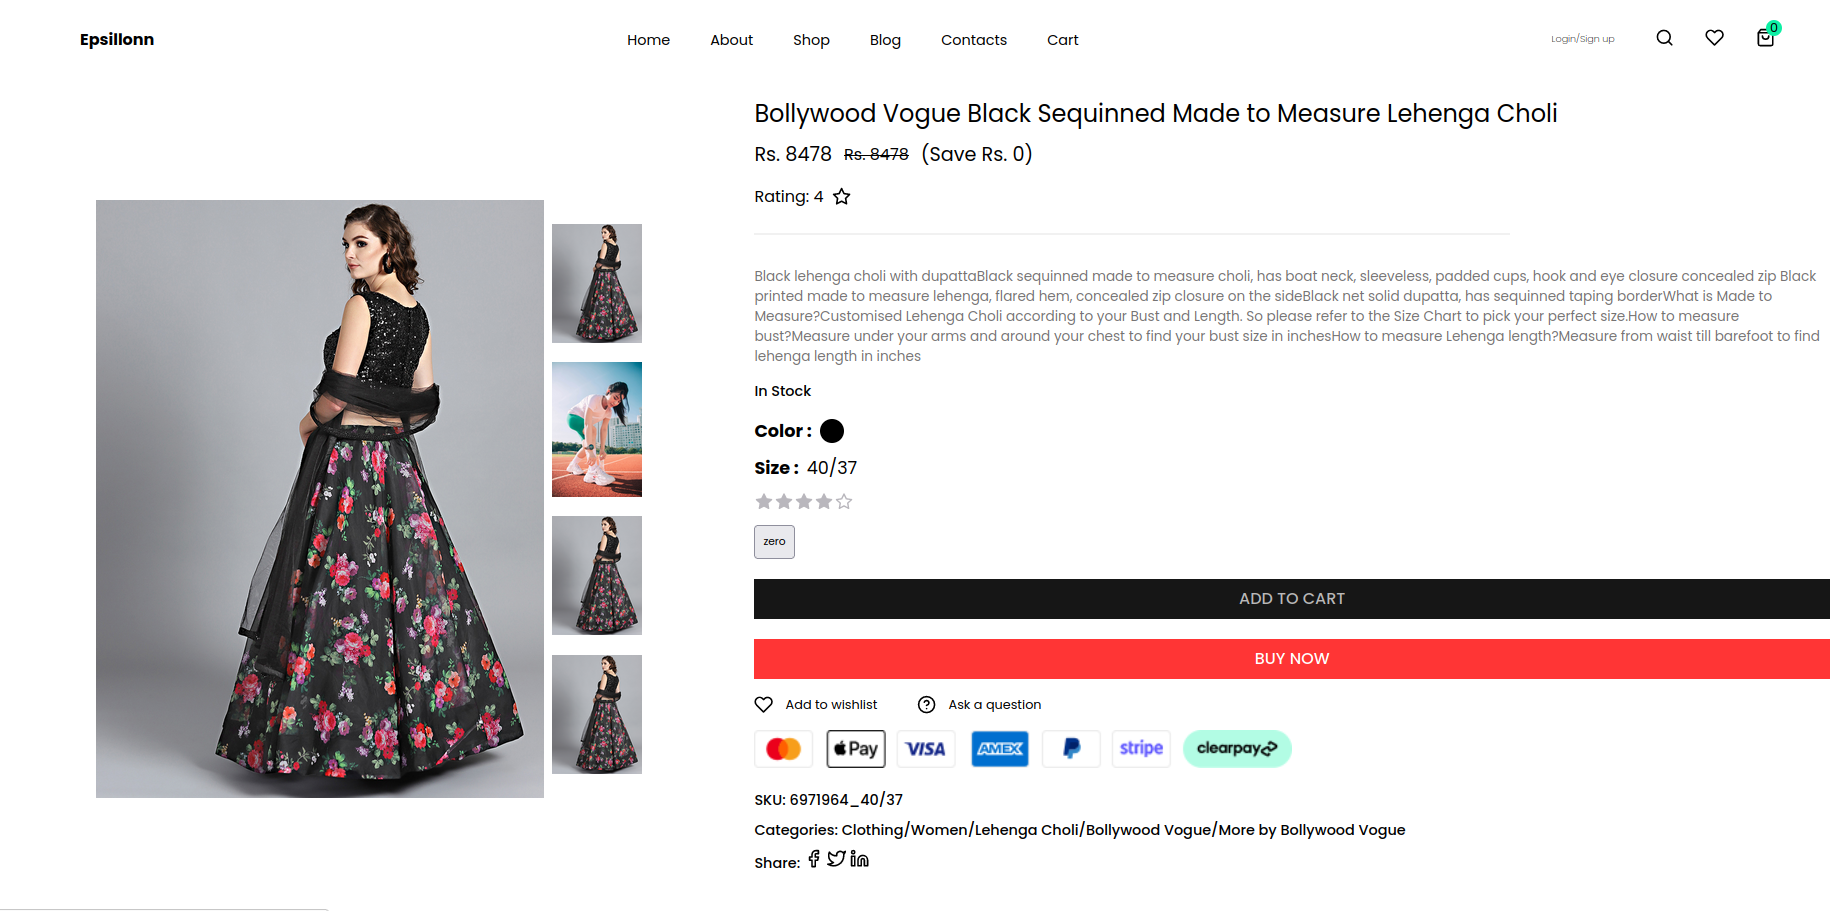 Epsillonn
Home About Shop Blog Contacts Cart
Login/Sign up
0
Bollywood Vogue Black Sequinned Made to Measure Lehenga Choli
Rs. 8478 Rs. 8478 (Save Rs. 0)
Rating: 4
Black lehenga choli with dupattaBlack sequinned made to measure choli, has boat neck, sleeveless, padded cups, hook and eye closure concealed zip Black
printed made to measure lehenga, flared hem, concealed zip closure on the sideBlack net solid dupatta, has sequinned taping borderWhat is Made to
Measure?Customised Lehenga Choli according to your Bust and Length. So please refer to the Size Chart to pick your perfect size.How to measure
bust?Measure under your arms and around your chest to find your bust size in inchesHow to measure Lehenga length?Measure from waist till barefoot to find
lehenga length in inches
In Stock
Color :
Size : 40/37
zero
ADD TO CART
BUY NOW
Add to wishlist Ask a question
Pay VISA AMEX stripe clearpay
SKU: 6971964_40/37
Categories: Clothing/Women/Lehenga Choli/Bollywood Vogue/More by Bollywood Vogue
Share: